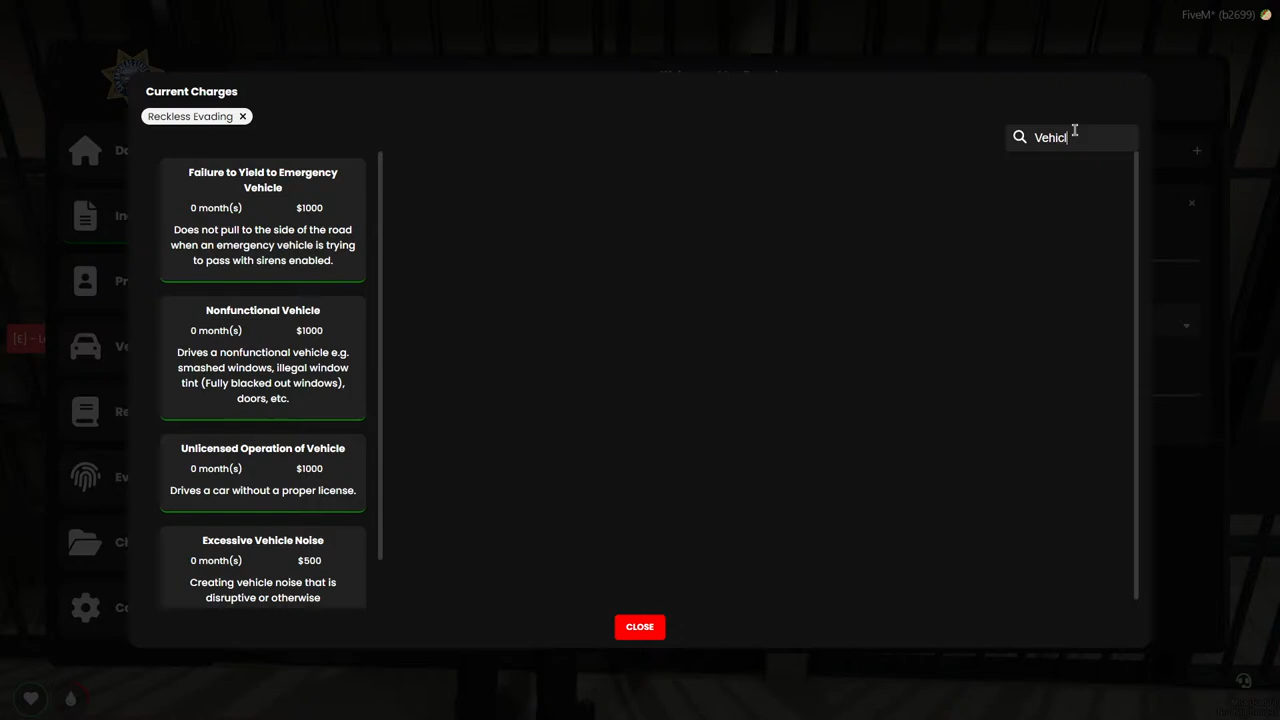 FiveM* (b2699)
Current Charges
Reckless Evading ×
Vehicl
Failure to Yield to Emergency
Vehicle
0 month(s) $1000
Does not pull to the side of the road
when an emergency vehicle is trying
to pass with sirens enabled.
Nonfunctional Vehicle
0 month(s) $1000
Drives a nonfunctional vehicle e.g.
smashed windows, illegal window
tint (Fully blacked out windows),
doors, etc.
Unlicensed Operation of Vehicle
0 month(s) $1000
Drives a car without a proper license.
Excessive Vehicle Noise
0 month(s) $500
Creating vehicle noise that is
disruptive or otherwise
CLOSE
[E] - L